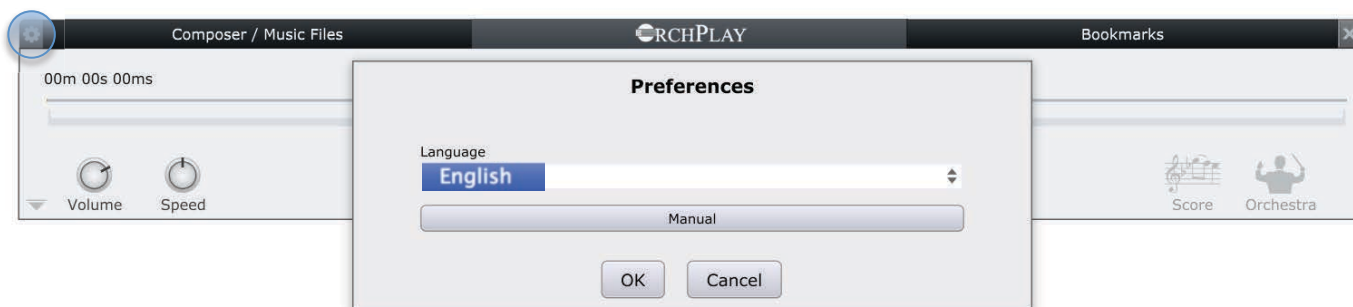 Composer / Music Files
ORCHPLAY
Bookmarks
00m 00s 00ms
Preferences
Language
English
Manual
Volume
Speed
Score
Orchestra
OK
Cancel